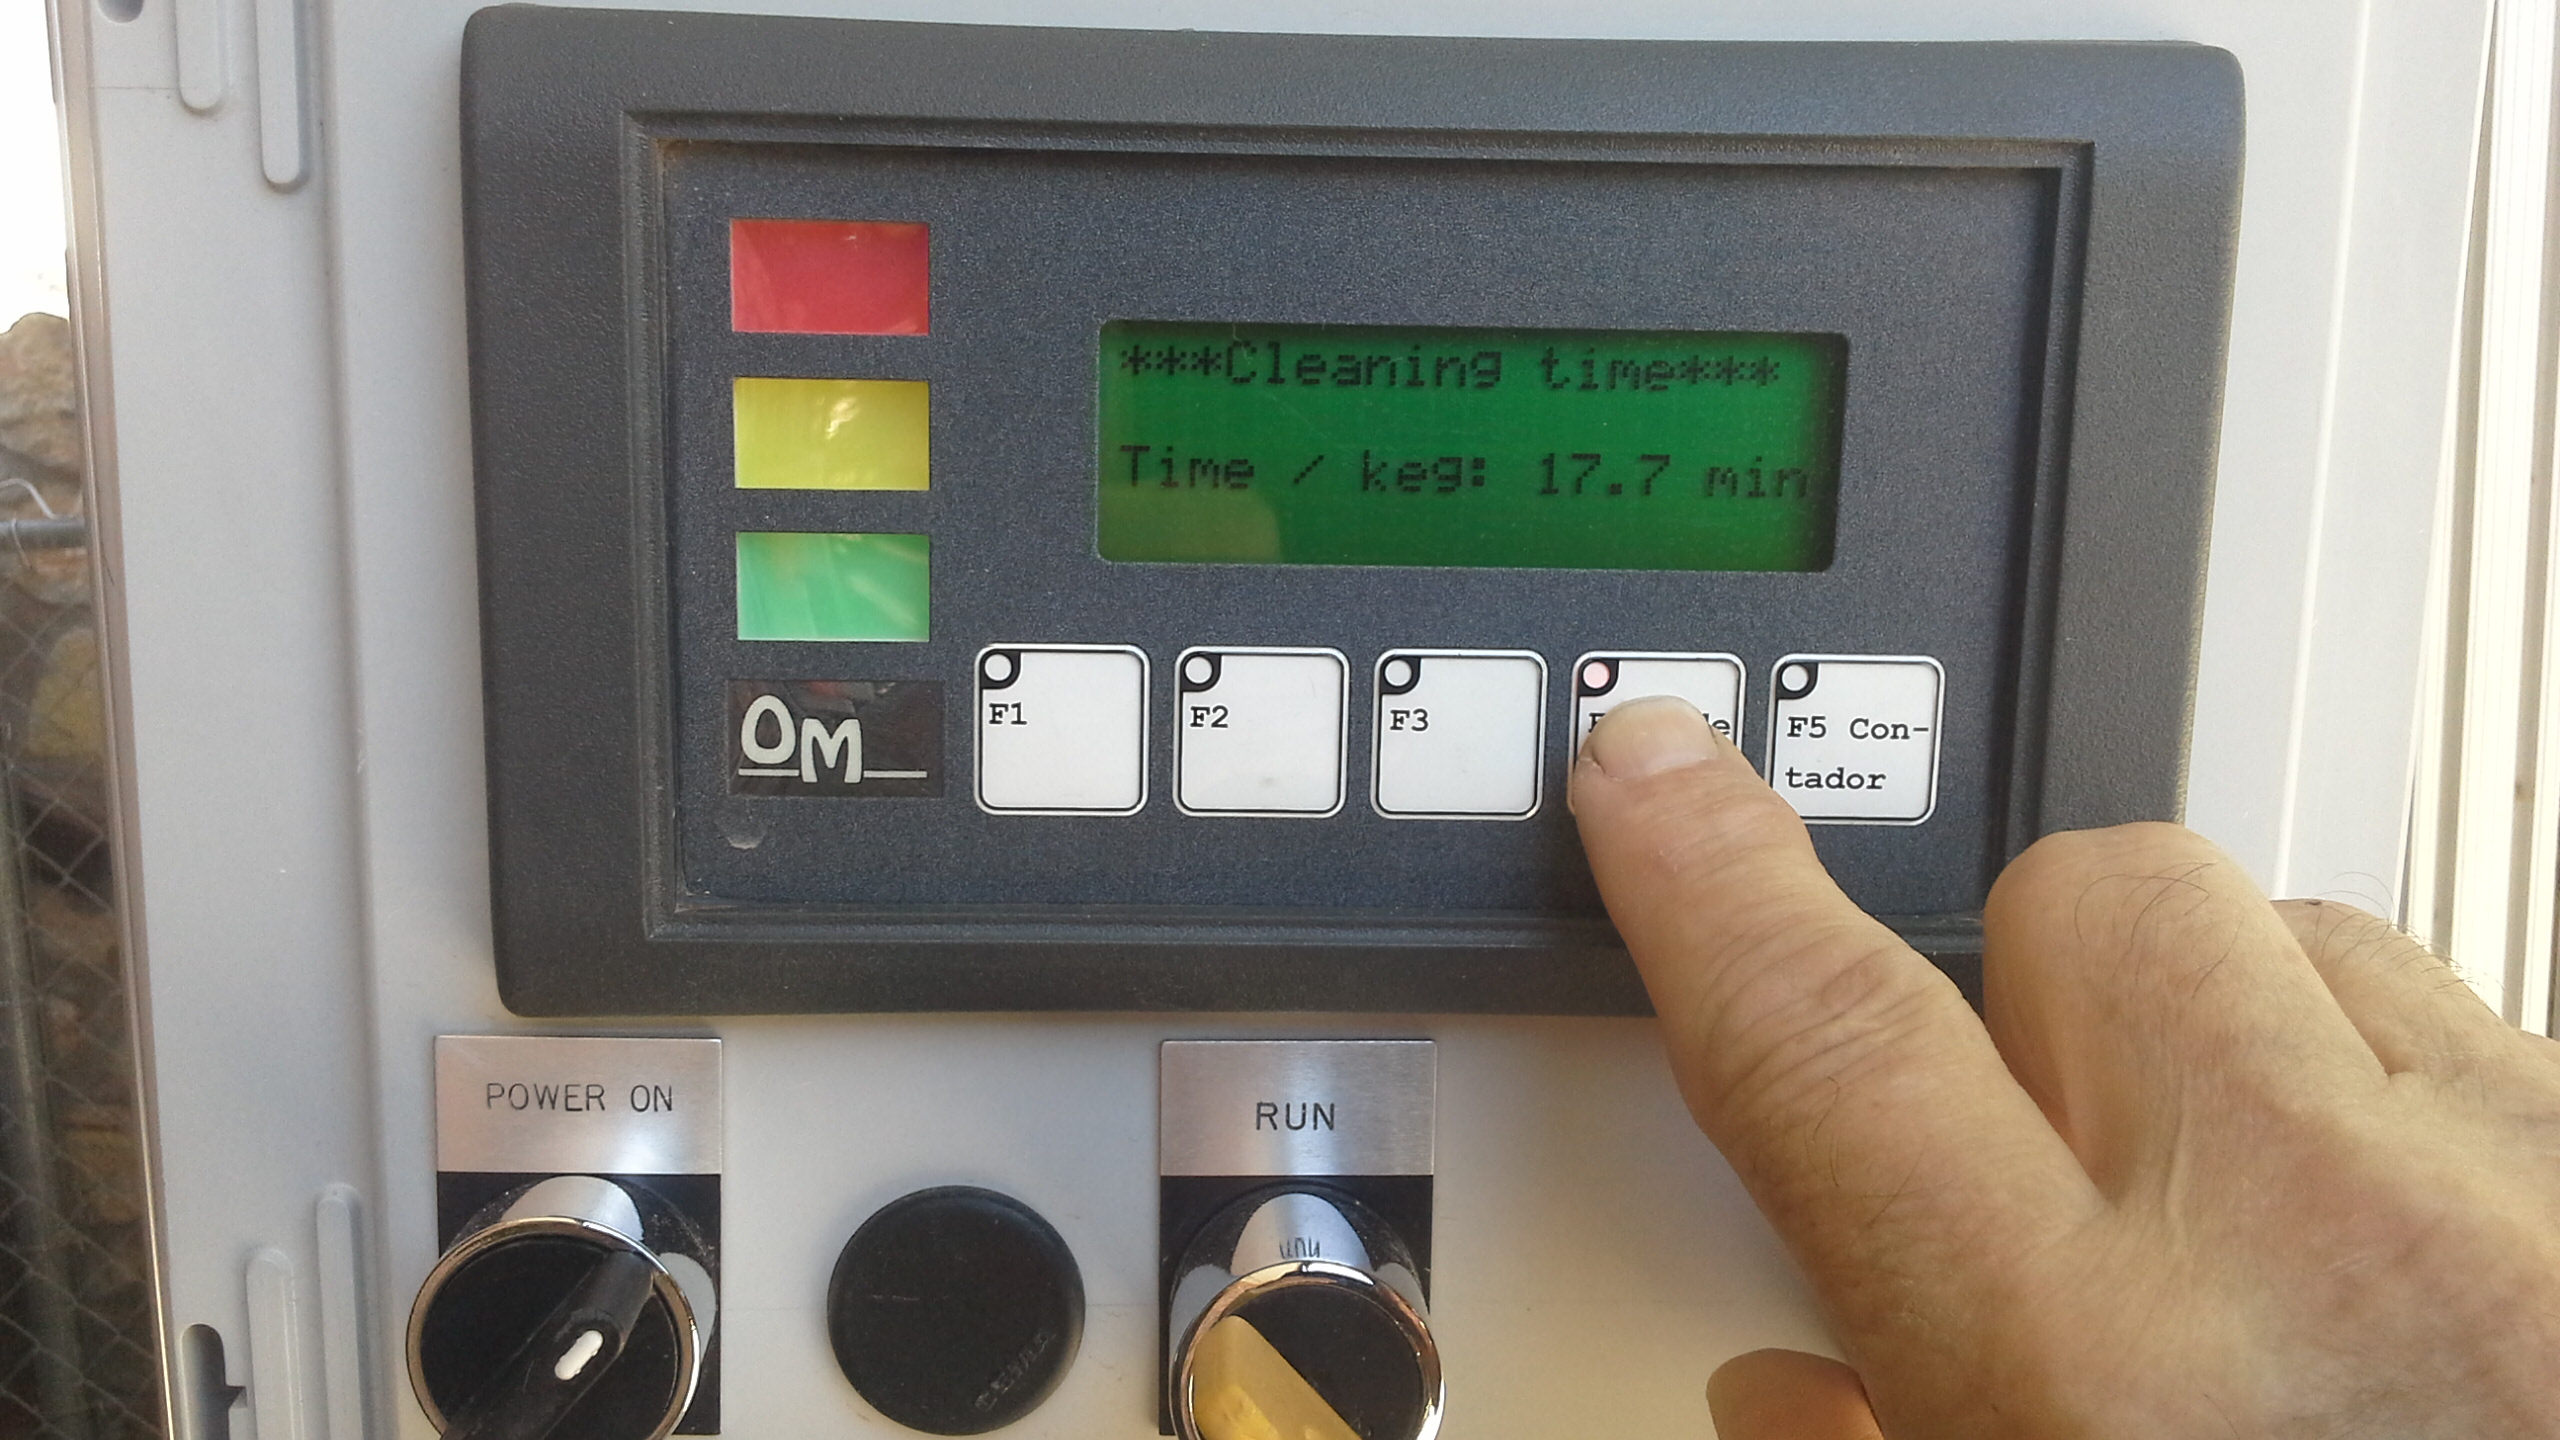 ***Cleaning time***
Time / keg: 17.7 min
OM
F1
F2
F3
F5 Con-
tador
POWER ON
RUN